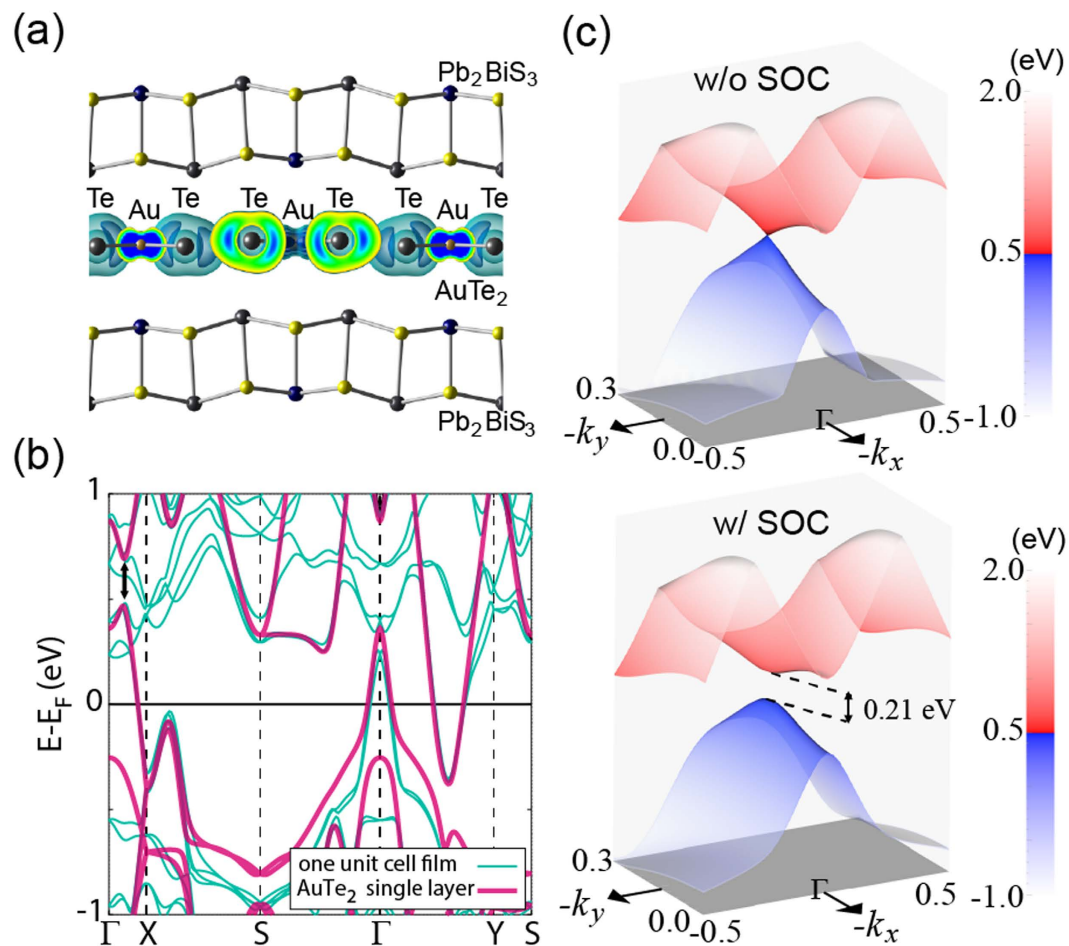 (a)
Pb2BiS3
Te Te Te Te Te Te
Au Au Au
AuTe2
Pb2BiS3
(b)
1
0
-1
E-EF (eV)
one unit cell film
AuTe2 single layer
Γ X S Γ Y S
(c)
w/o SOC
(eV)
2.0
0.5
-1.0
0.3
-ky
0.0
-0.5
Γ
-kx
0.5
w/ SOC
(eV)
2.0
0.21 eV
0.5
-1.0
0.3
-ky
0.0
-0.5
Γ
-kx
0.5